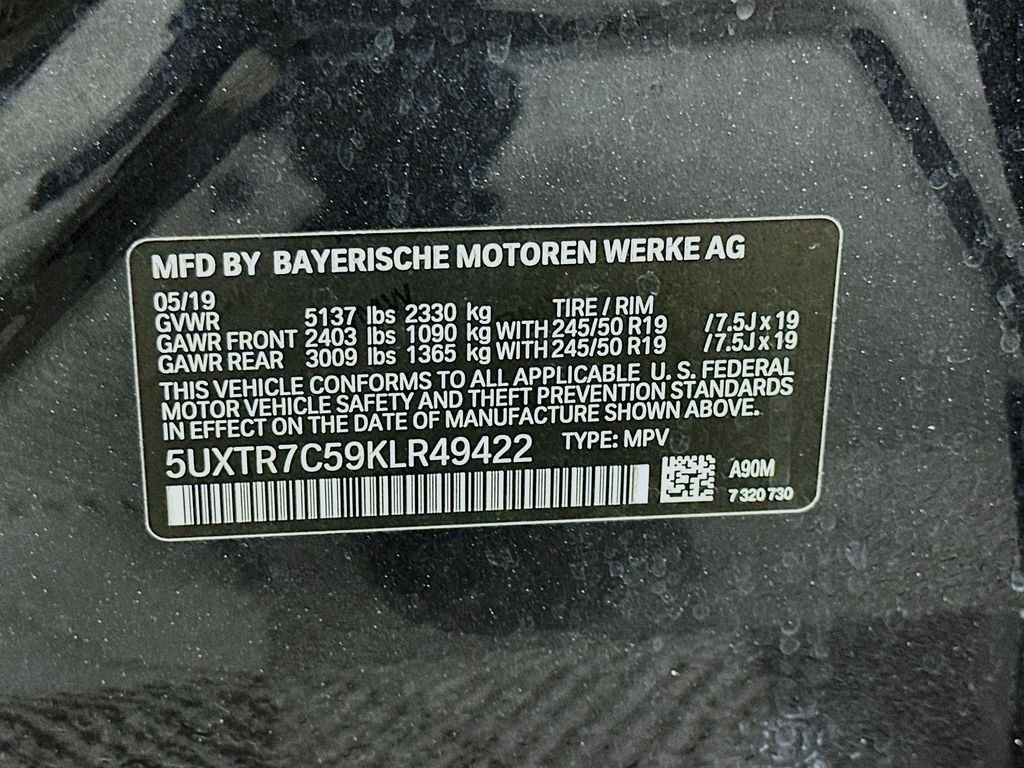 MFD BY BAYERISCHE MOTOREN WERKE AG
05/19
GVWR 5137 lbs 2330 kg TIRE / RIM
GAWR FRONT 2403 lbs 1090 kg WITH 245/50 R19 /7.5J x 19
GAWR REAR 3009 lbs 1365 kg WITH 245/50 R19 /7.5J x 19
THIS VEHICLE CONFORMS TO ALL APPLICABLE U. S. FEDERAL
MOTOR VEHICLE SAFETY AND THEFT PREVENTION STANDARDS
IN EFFECT ON THE DATE OF MANUFACTURE SHOWN ABOVE.
5UXTR7C59KLR49422 TYPE: MPV
A90M
7 320 730